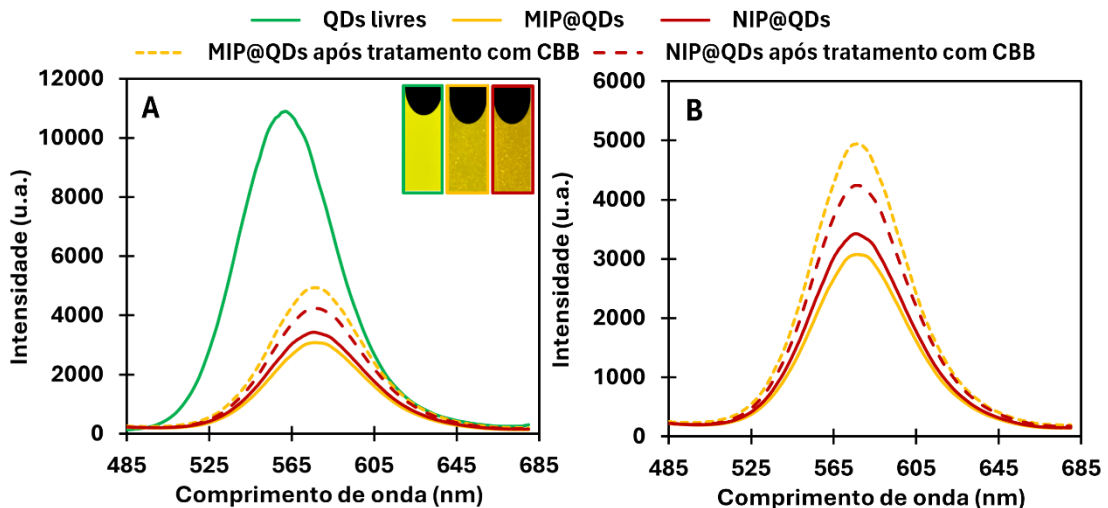 QDs livres MIP@QDs NIP@QDs
MIP@QDs após tratamento com CBB NIP@QDs após tratamento com CBB
A
12000
10000
8000
6000
4000
2000
0
Intensidade (u.a.)
485 525 565 605 645 685
Comprimento de onda (nm)
B
6000
5000
4000
3000
2000
1000
0
Intensidade (u.a.)
485 525 565 605 645 685
Comprimento de onda (nm)